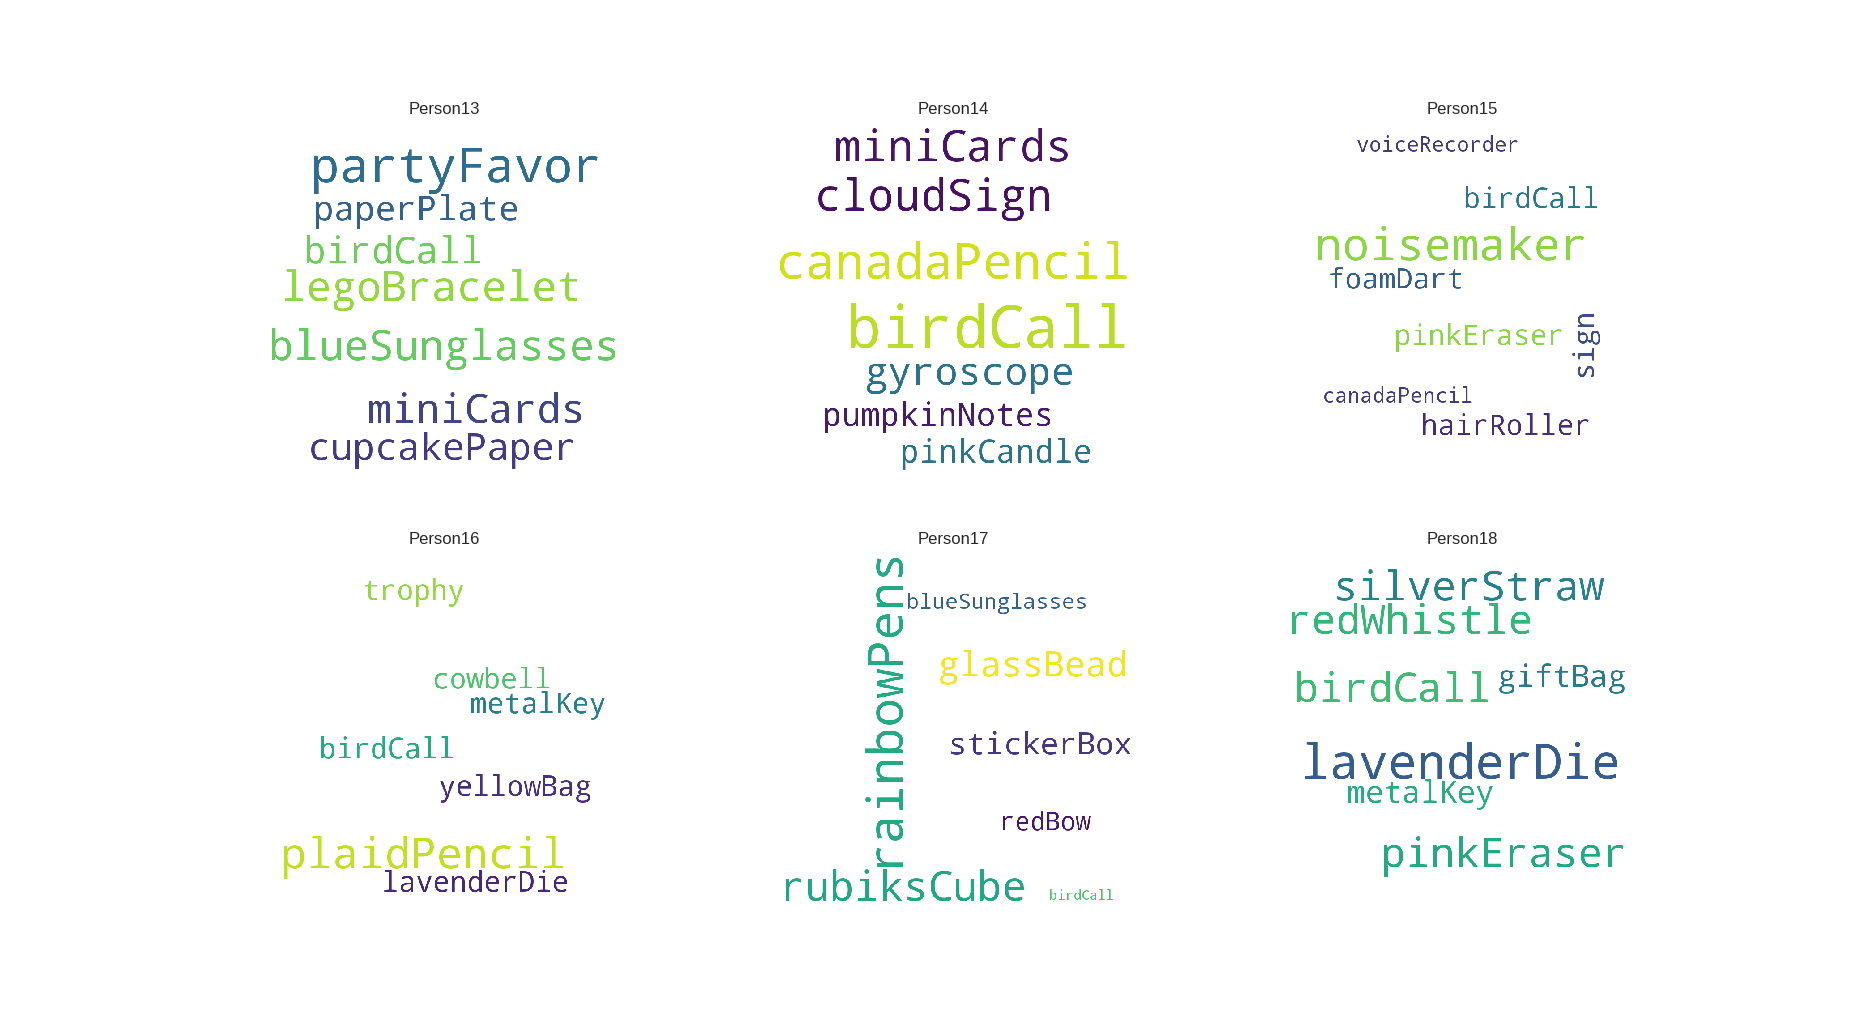 Person13
partyFavor
paperPlate
birdCall
legoBracelet
blueSunglasses
miniCards
cupcakePaper
Person14
miniCards
cloudSign
canadaPencil
birdCall
gyroscope
pumpkinNotes
pinkCandle
Person15
voiceRecorder
birdCall
noisemaker
foamDart
pinkEraser
sign
canadaPencil
hairRoller
Person16
trophy
cowbell
metalKey
birdCall
yellowBag
plaidPencil
lavenderDie
Person17
rainbowPens
blueSunglasses
glassBead
stickerBox
redBow
rubiksCube
birdCall
Person18
silverStraw
redWhistle
giftBag
birdCall
lavenderDie
metalKey
pinkEraser